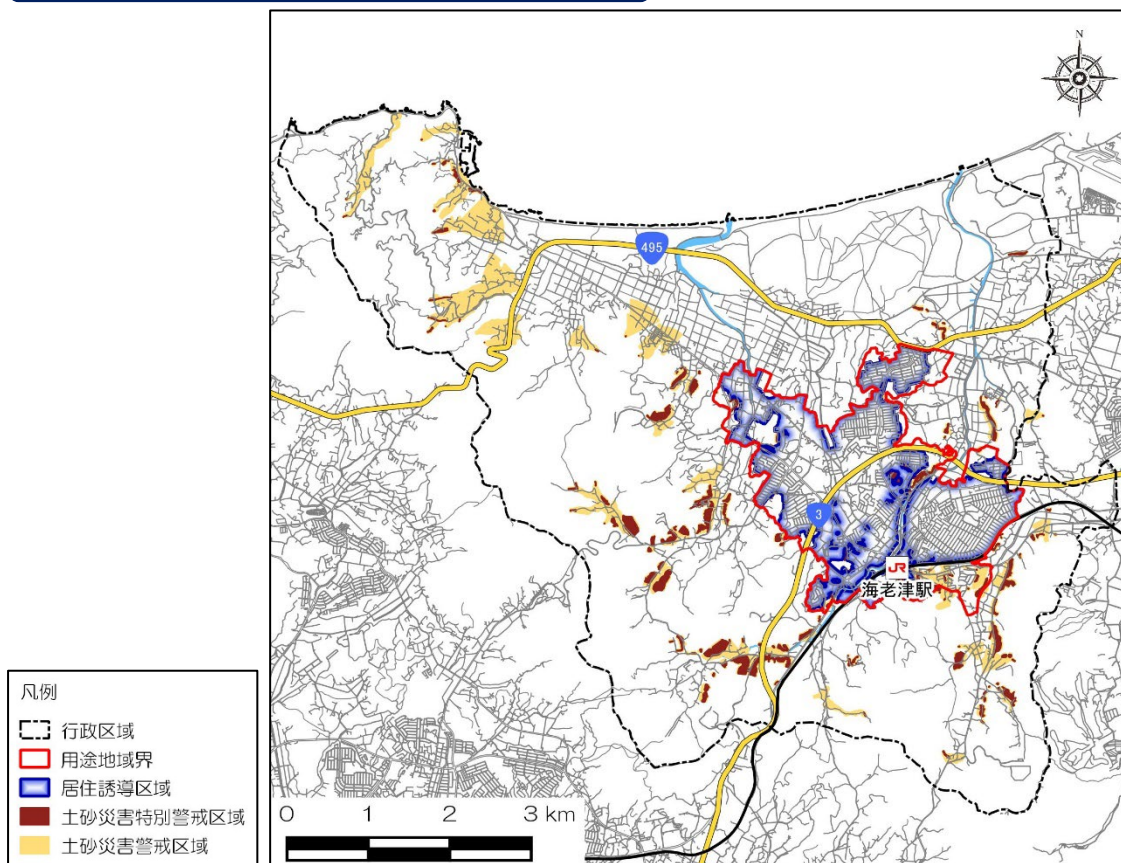 N
495
3
JR
海老津駅
凡例
行政区域
用途地域界
居住誘導区域
土砂災害特別警戒区域
土砂災害警戒区域
0 1 2 3 km